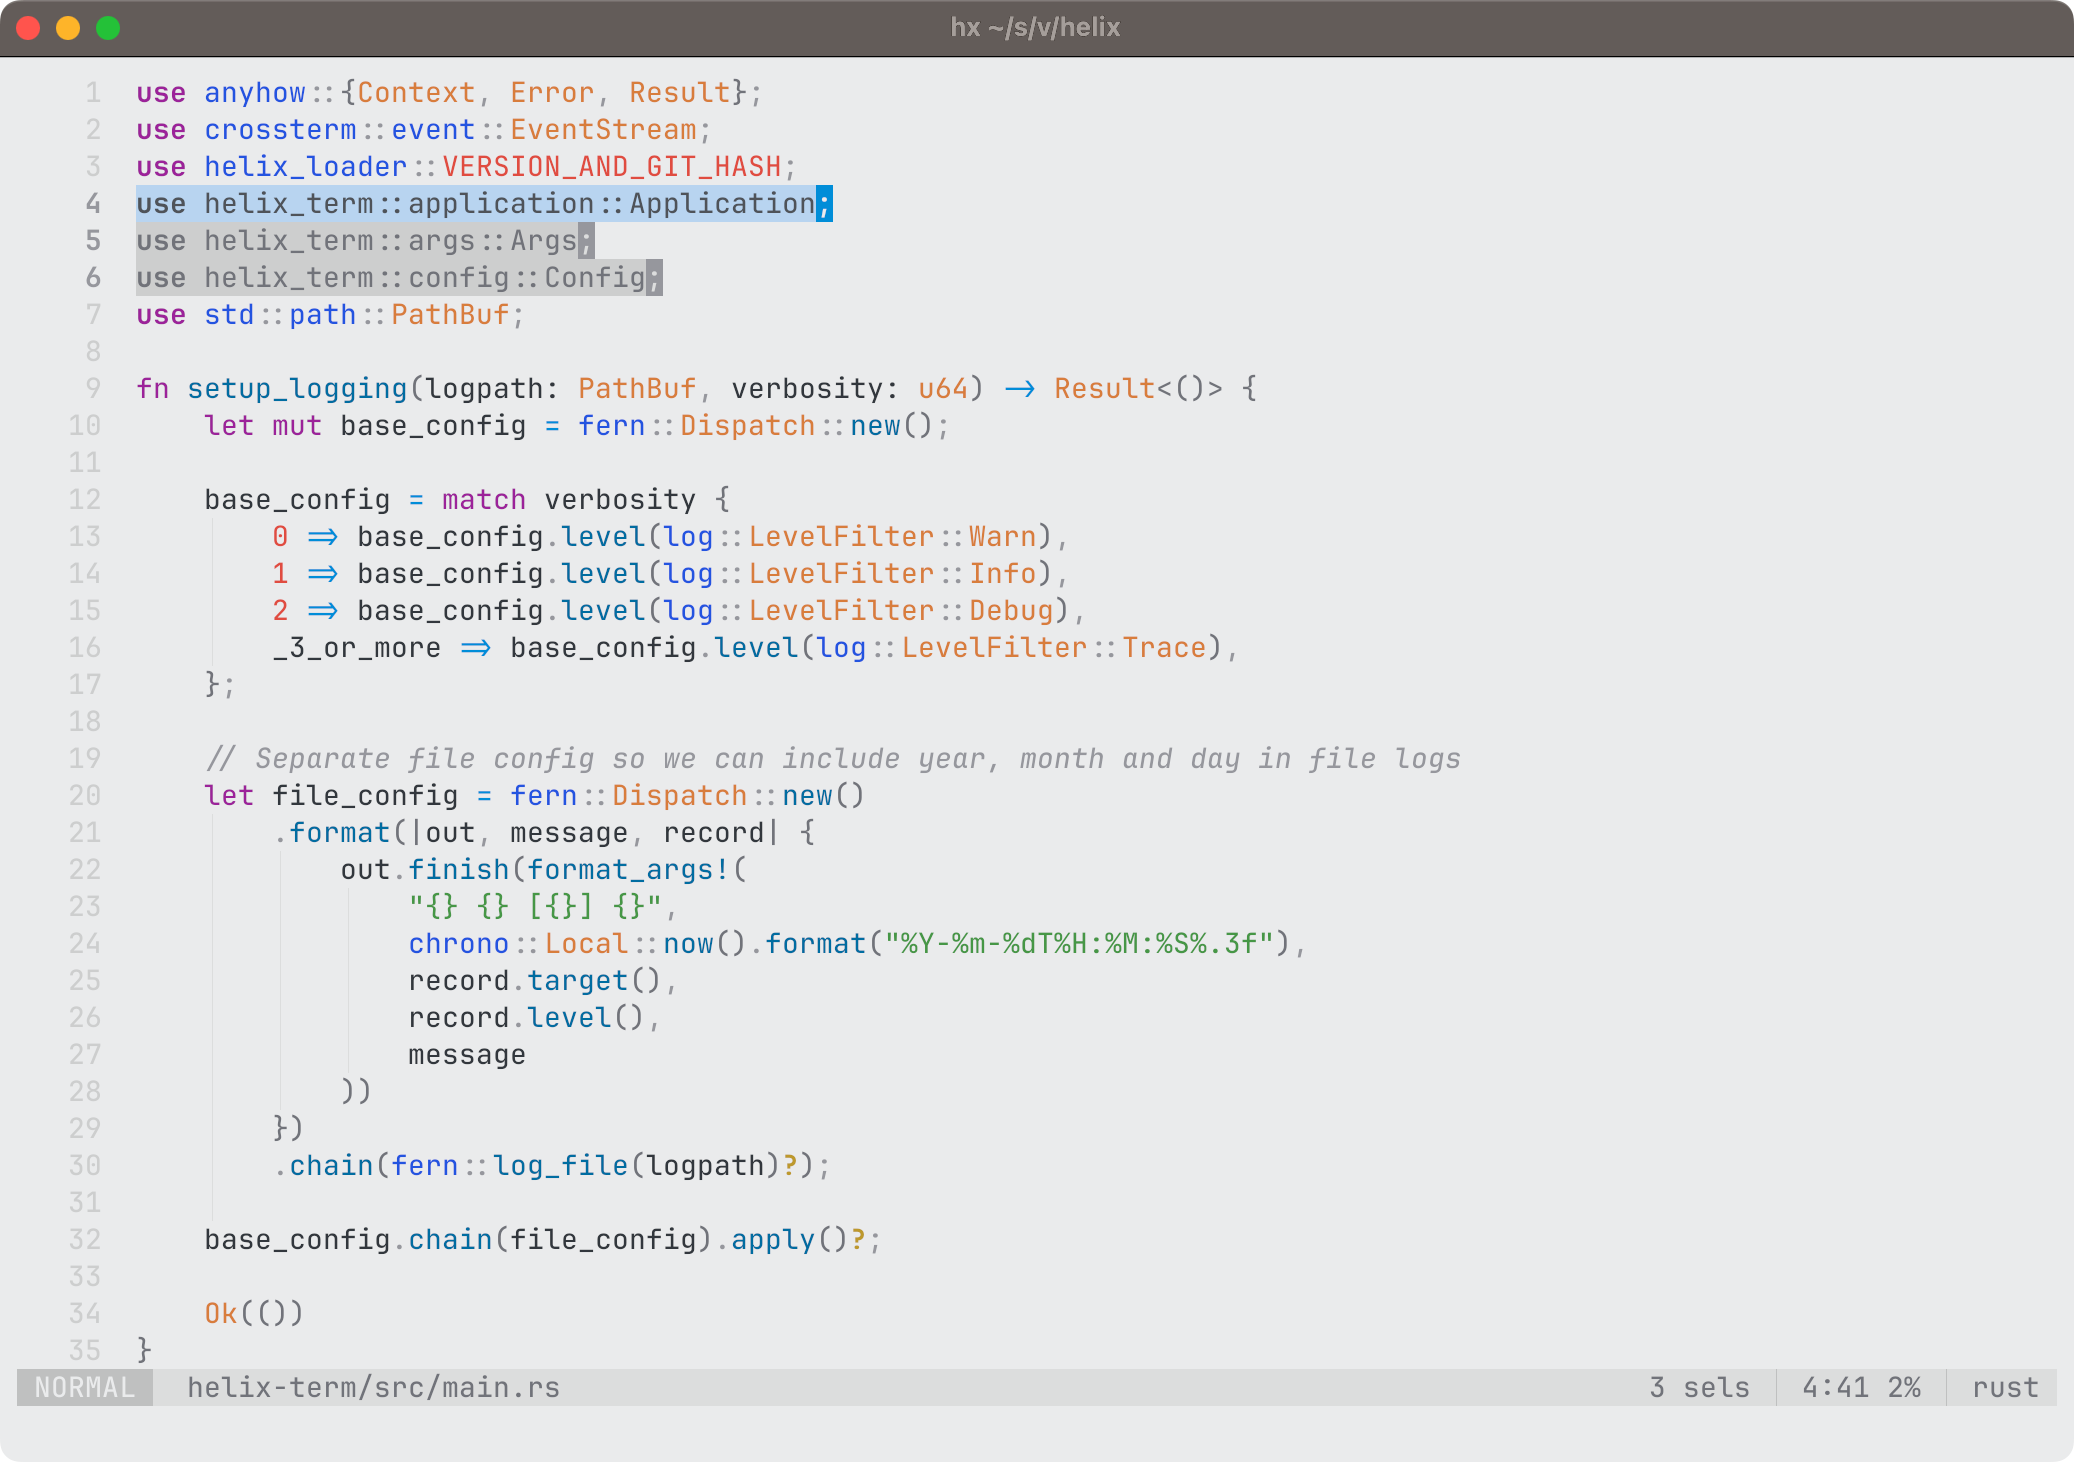 hx ~/s/v/helix
1 use anyhow::{Context, Error, Result};
2 use crossterm::event::EventStream;
3 use helix_loader::VERSION_AND_GIT_HASH;
4 use helix_term::application::Application;
5 use helix_term::args::Args;
6 use helix_term::config::Config;
7 use std::path::PathBuf;
8
9 fn setup_logging(logpath: PathBuf, verbosity: u64) -> Result<()> {
10     let mut base_config = fern::Dispatch::new();
11
12     base_config = match verbosity {
13         0 => base_config.level(log::LevelFilter::Warn),
14         1 => base_config.level(log::LevelFilter::Info),
15         2 => base_config.level(log::LevelFilter::Debug),
16         _3_or_more => base_config.level(log::LevelFilter::Trace),
17     };
18
19     // Separate file config so we can include year, month and day in file logs
20     let file_config = fern::Dispatch::new()
21         .format(|out, message, record| {
22             out.finish(format_args!(
23                 "{} {} [{}] {}",
24                 chrono::Local::now().format("%Y-%m-%dT%H:%M:%S%.3f"),
25                 record.target(),
26                 record.level(),
27                 message
28             ))
29         })
30         .chain(fern::log_file(logpath)?);
31
32     base_config.chain(file_config).apply()?;
33
34     Ok(())
35 }
NORMAL helix-term/src/main.rs 3 sels 4:41 2% rust